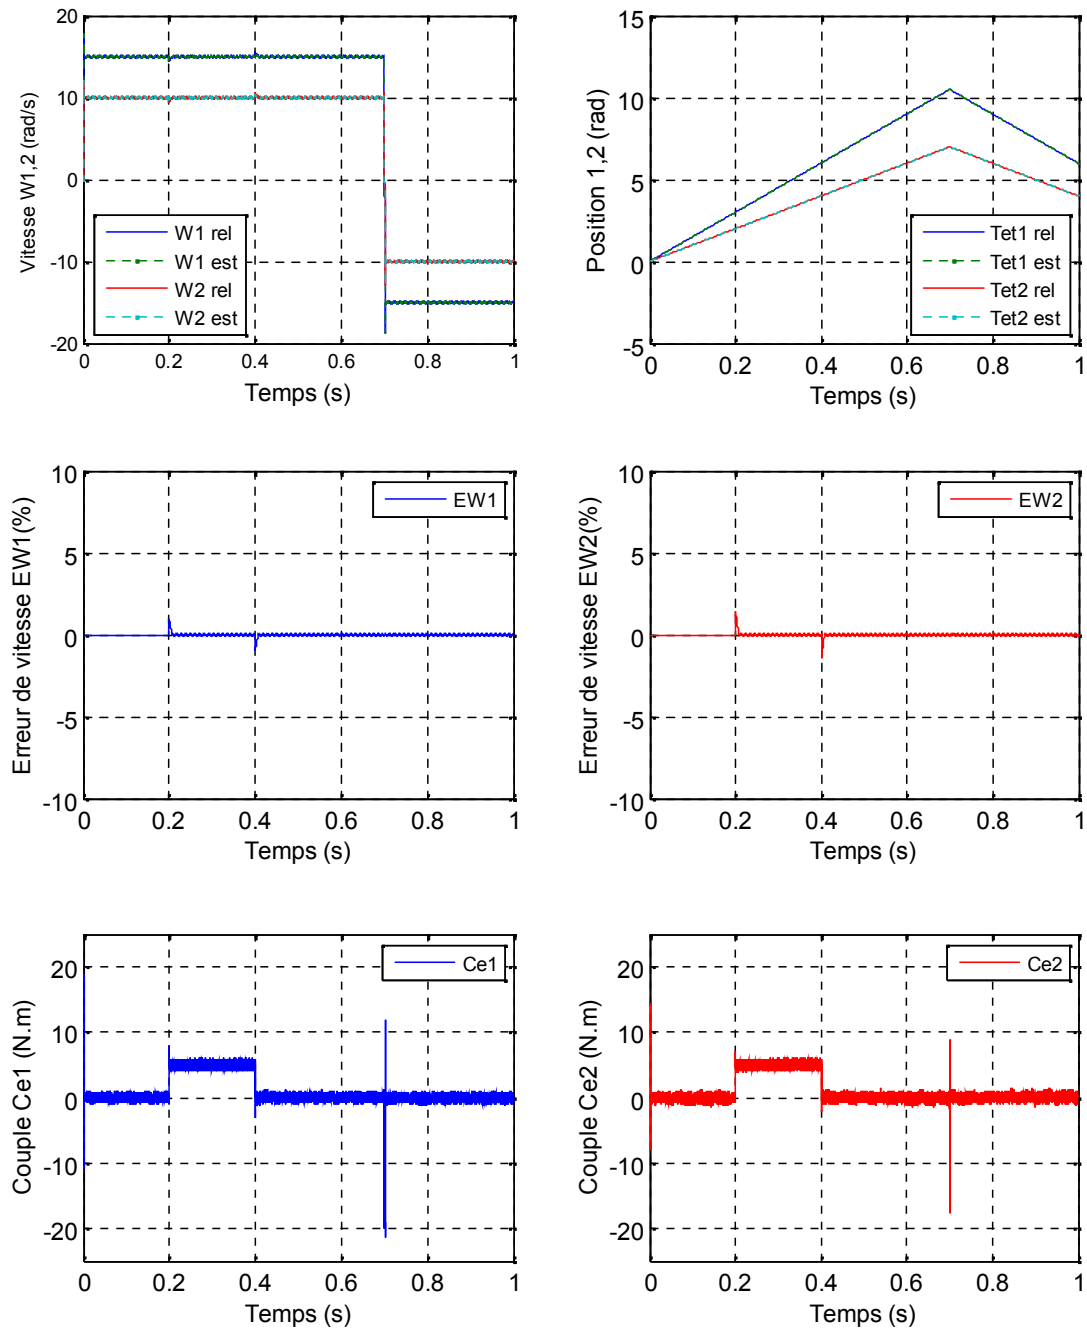 20
10
0
-10
-20
Vitesse W1,2 (rad/s)
W1 rel
W1 est
W2 rel
W2 est
0 0.2 0.4 0.6 0.8 1
Temps (s)
15
10
5
0
-5
Position 1,2 (rad)
Tet1 rel
Tet1 est
Tet2 rel
Tet2 est
0 0.2 0.4 0.6 0.8 1
Temps (s)
10
5
0
-5
-10
Erreur de vitesse EW1(%)
EW1
0 0.2 0.4 0.6 0.8 1
Temps (s)
10
5
0
-5
-10
Erreur de vitesse EW2(%)
EW2
0 0.2 0.4 0.6 0.8 1
Temps (s)
20
10
0
-10
-20
Couple Ce1 (N.m)
Ce1
0 0.2 0.4 0.6 0.8 1
Temps (s)
20
10
0
-10
-20
Couple Ce2 (N.m)
Ce2
0 0.2 0.4 0.6 0.8 1
Temps (s)